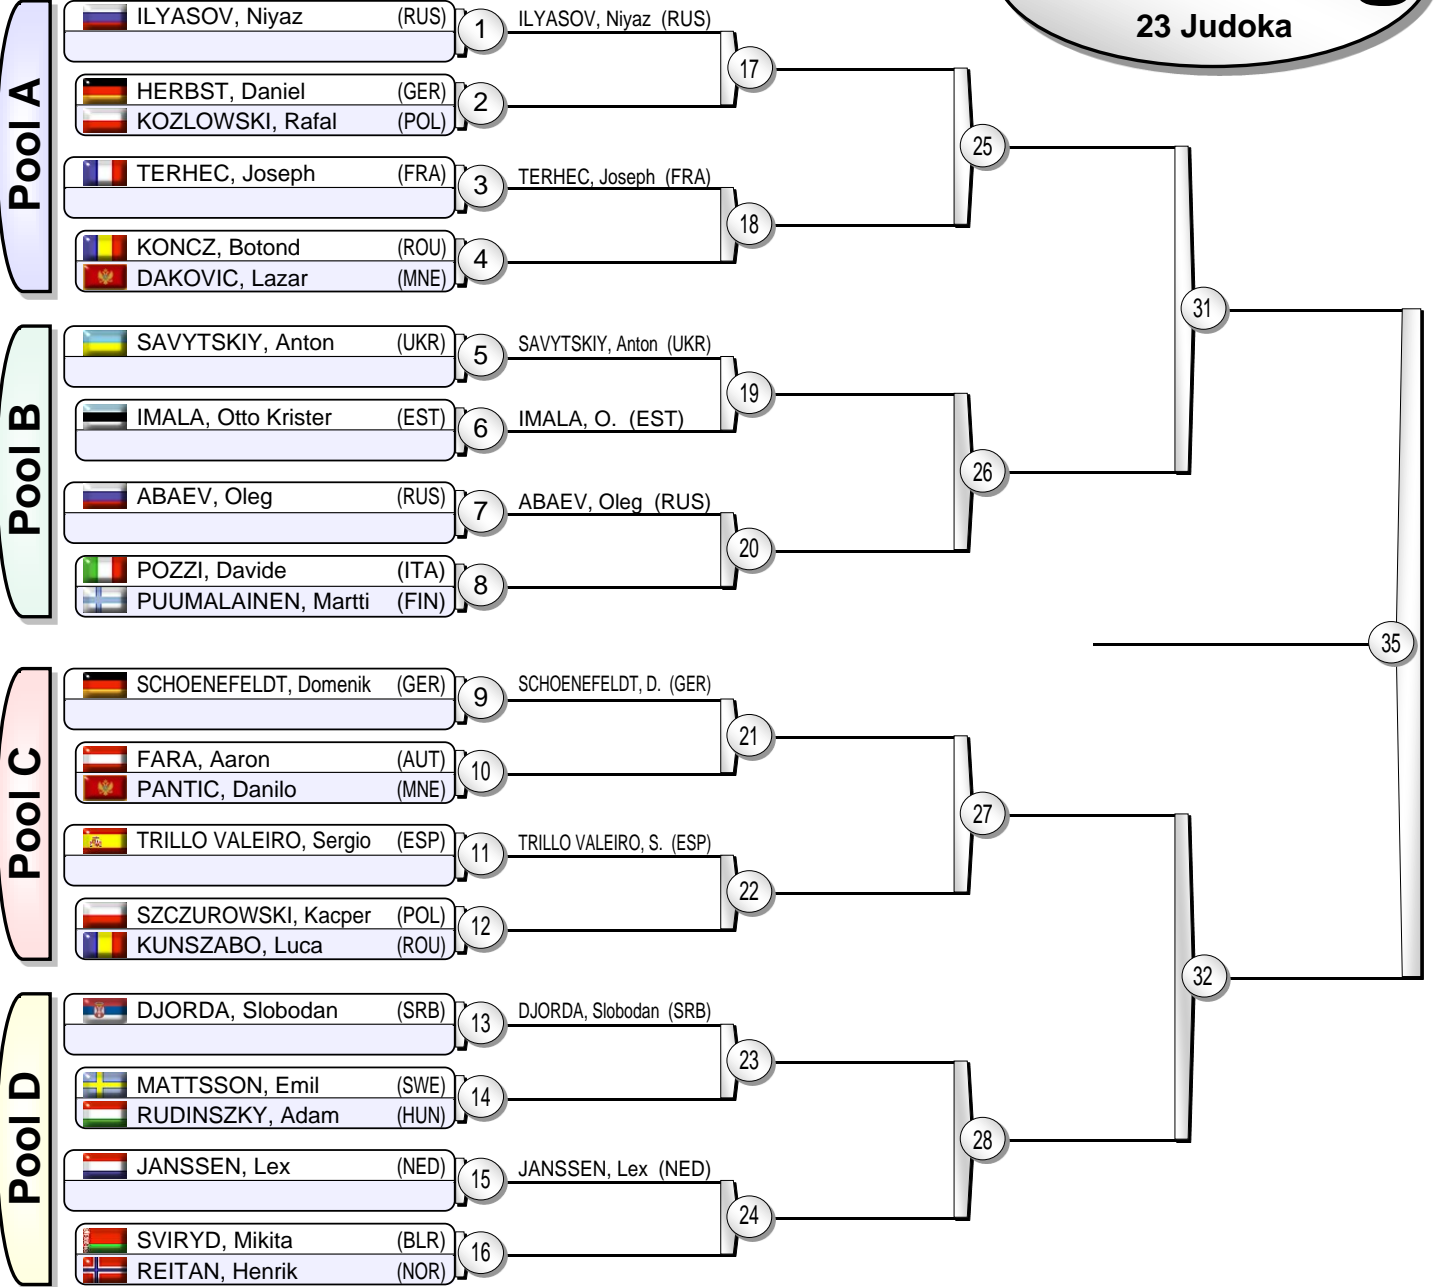 23 Judoka
Pool A
ILYASOV, Niyaz (RUS) 1 ILYASOV, Niyaz (RUS)
17
HERBST, Daniel (GER) 2
KOZLOWSKI, Rafal (POL)
25
TERHEC, Joseph (FRA) 3 TERHEC, Joseph (FRA)
18
KONCZ, Botond (ROU) 4
DAKOVIC, Lazar (MNE)
31
Pool B
SAVYTSKIY, Anton (UKR) 5 SAVYTSKIY, Anton (UKR)
19
IMALA, Otto Krister (EST) 6 IMALA, O. (EST)
26
ABAEV, Oleg (RUS) 7 ABAEV, Oleg (RUS)
20
POZZI, Davide (ITA) 8
PUUMALAINEN, Martti (FIN)
35
Pool C
SCHOENEFELDT, Domenik (GER) 9 SCHOENEFELDT, D. (GER)
21
FARA, Aaron (AUT) 10
PANTIC, Danilo (MNE)
27
TRILLO VALEIRO, Sergio (ESP) 11 TRILLO VALEIRO, S. (ESP)
22
SZCZUROWSKI, Kacper (POL) 12
KUNSZABO, Luca (ROU)
32
Pool D
DJORDA, Slobodan (SRB) 13 DJORDA, Slobodan (SRB)
23
MATTSSON, Emil (SWE) 14
RUDINSZKY, Adam (HUN)
28
JANSSEN, Lex (NED) 15 JANSSEN, Lex (NED)
24
SVIRYD, Mikita (BLR) 16
REITAN, Henrik (NOR)